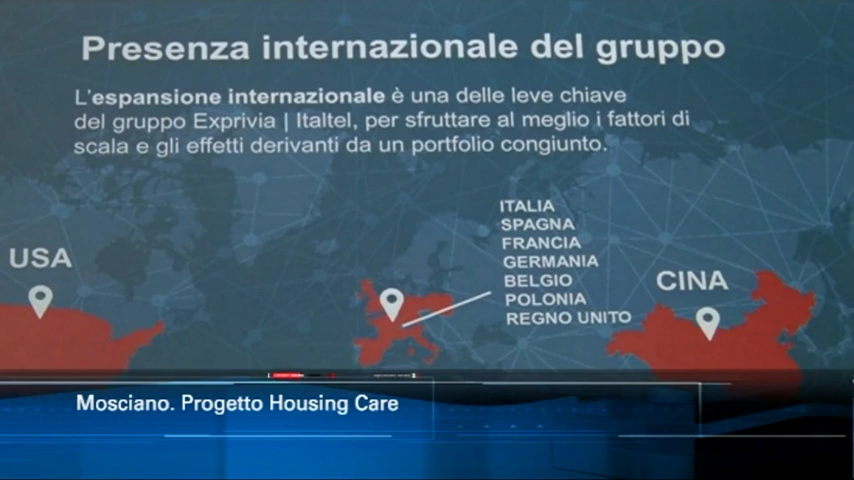 Presenza internazionale del gruppo
L'espansione internazionale è una delle leve chiave
del gruppo Exprivia | Italtel, per sfruttare al meglio i fattori di
scala e gli effetti derivanti da un portfolio congiunto.
USA
ITALIA
SPAGNA
FRANCIA
GERMANIA
BELGIO
POLONIA
REGNO UNITO
CINA
Mosciano. Progetto Housing Care